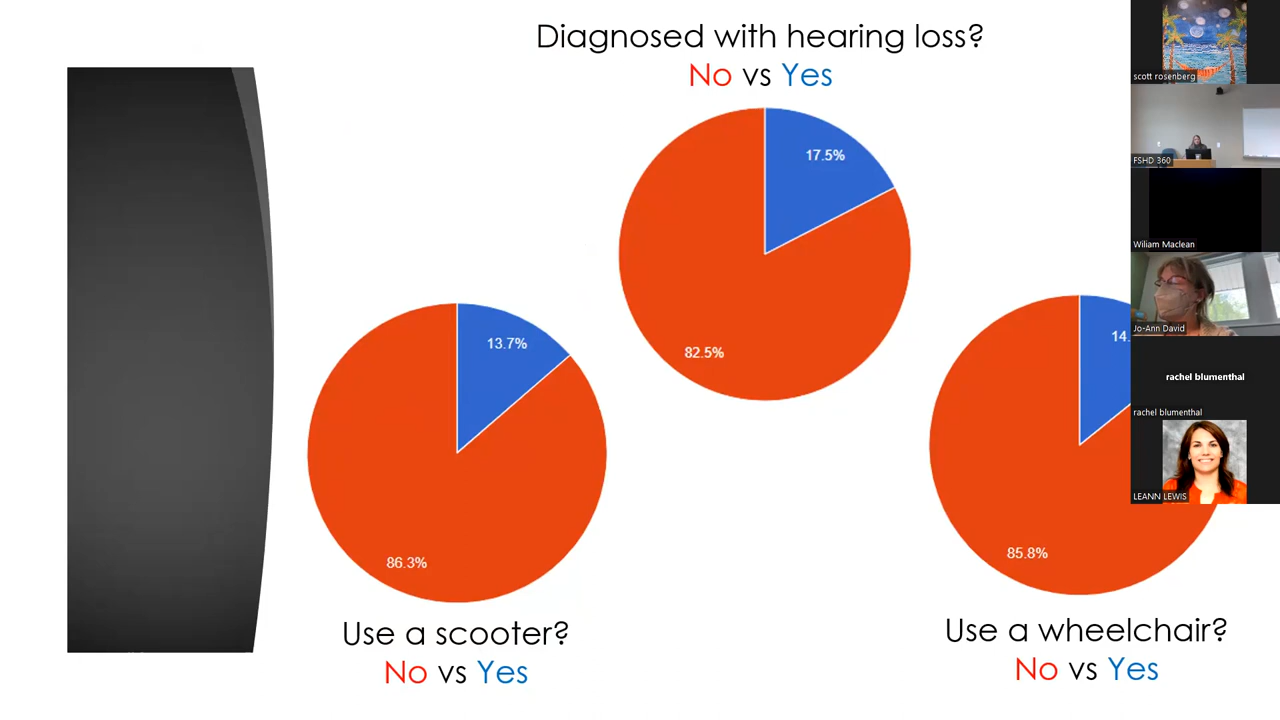 Diagnosed with hearing loss?
No vs Yes
17.5%
82.5%
13.7%
86.3%
Use a scooter?
No vs Yes
14.
85.8%
Use a wheelchair?
No vs Yes
scott rosenberg
FSHD 360
Wiliam Maclean
Jo-Ann David
rachel blumenthal
rachel blumenthal
LEANN LEWIS